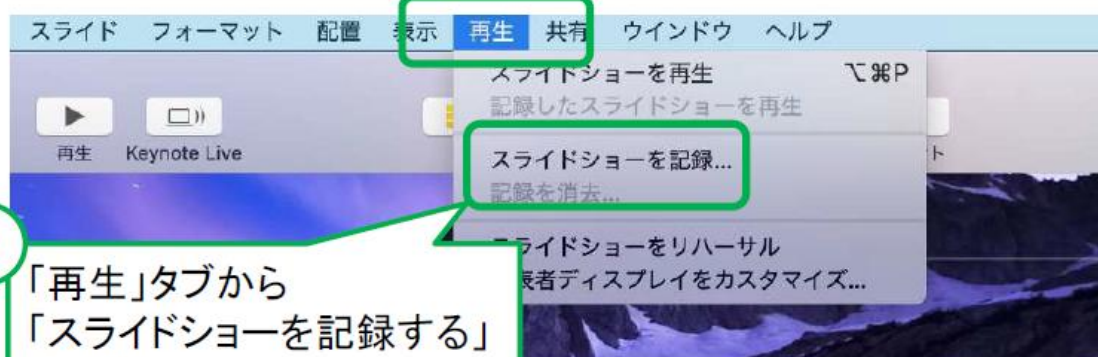 スライド フォーマット 配置 表示 再生 共有 ウインドウ ヘルプ
スライドショーを再生 ⌥⌘P
記録したスライドショーを再生
再生 Keynote Live
スライドショーを記録...
記録を消去...
スライドショーをリハーサル
表者ディスプレイをカスタマイズ...
「再生」タブから
「スライドショーを記録する」